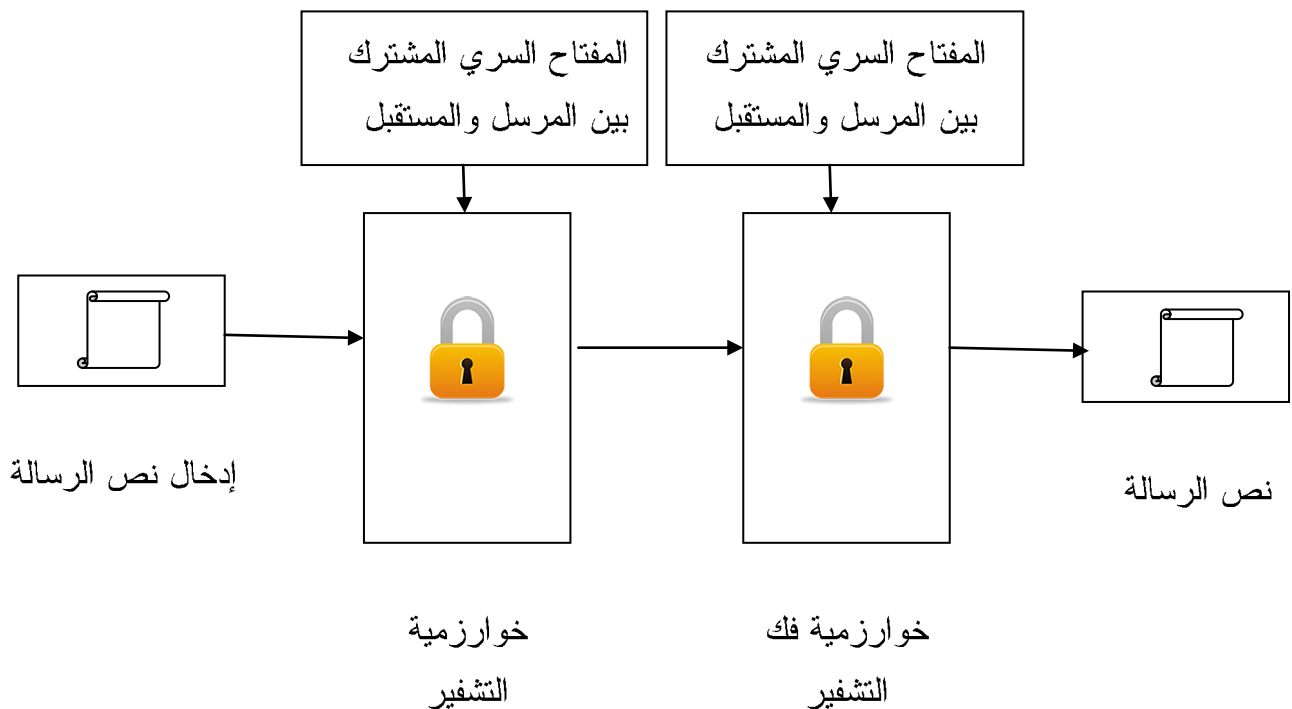 المفتاح السري المشترك
بين المرسل والمستقبل
المفتاح السري المشترك
بين المرسل والمستقبل
إدخال نص الرسالة
نص الرسالة
خوارزمية
التشفير
خوارزمية فك
التشفير